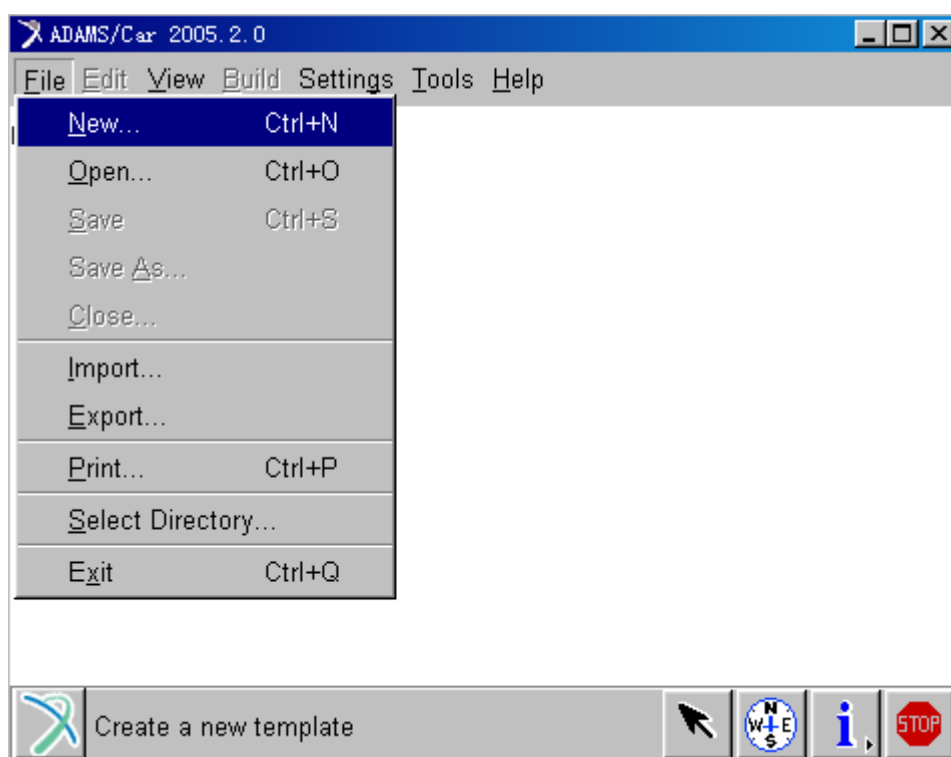 ADAMS/Car 2005.2.0
File Edit View Build Settings Tools Help
New... Ctrl+N
Open... Ctrl+O
Save Ctrl+S
Save As...
Close...
Import...
Export...
Print... Ctrl+P
Select Directory...
Exit Ctrl+Q
Create a new template
N
W E
S
i
STOP